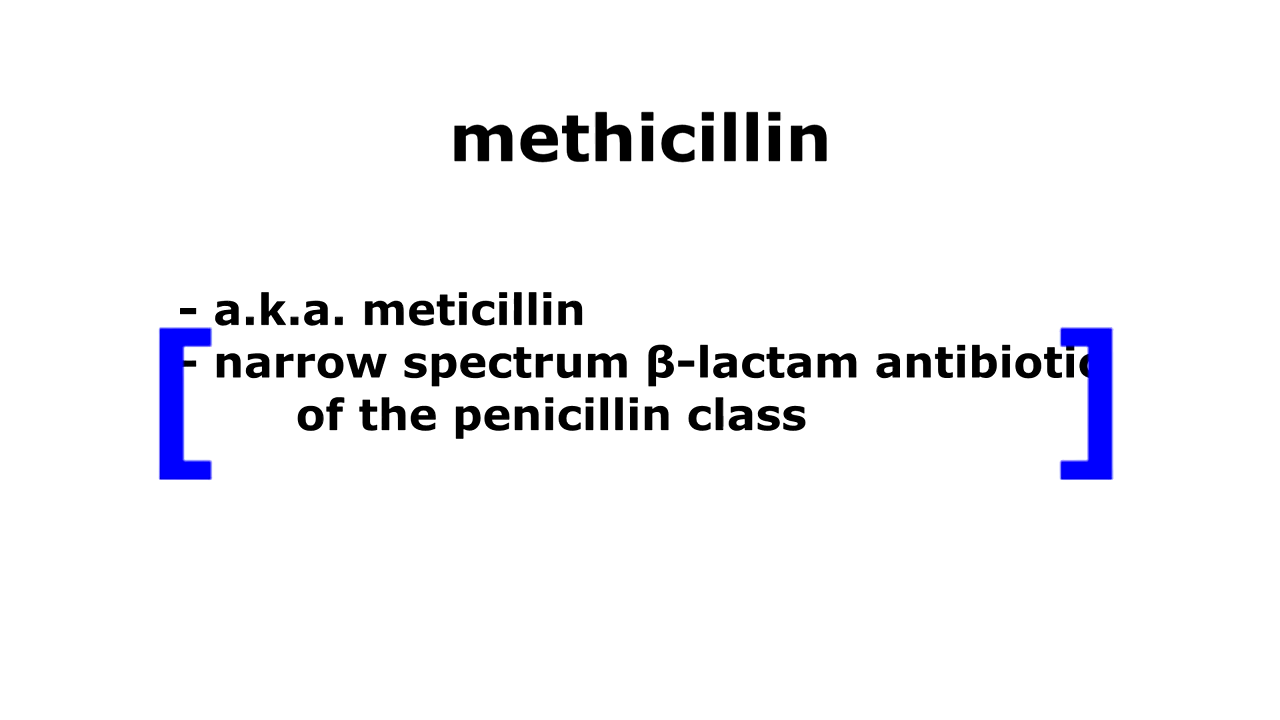 methicillin
- a.k.a. meticillin
- narrow spectrum β-lactam antibiotic
of the penicillin class
[ ]